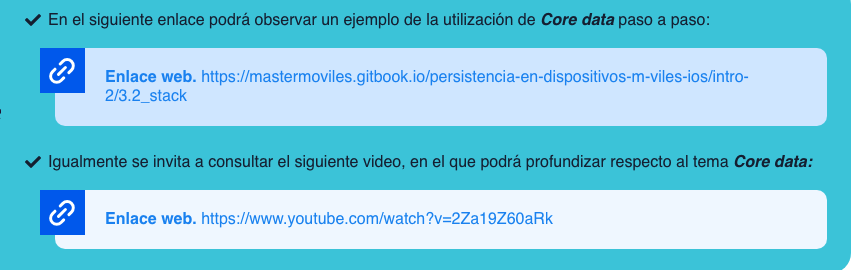 En el siguiente enlace podrá observar un ejemplo de la utilización de Core data paso a paso:
Enlace web. https://mastermoviles.gitbook.io/persistencia-en-dispositivos-m-viles-ios/intro-
2/3.2_stack
Igualmente se invita a consultar el siguiente video, en el que podrá profundizar respecto al tema Core data:
Enlace web. https://www.youtube.com/watch?v=2Za19Z60aRk